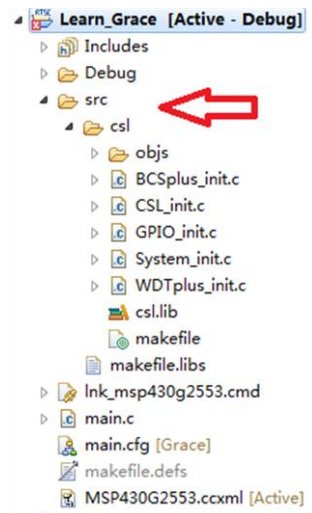 Learn_Grace [Active - Debug]
Includes
Debug
src
csl
objs
BCSplus_init.c
CSL_init.c
GPIO_init.c
System_init.c
WDTplus_init.c
csl.lib
makefile
makefile.libs
lnk_msp430g2553.cmd
main.c
main.cfg [Grace]
makefile.defs
MSP430G2553.ccxml [Active]